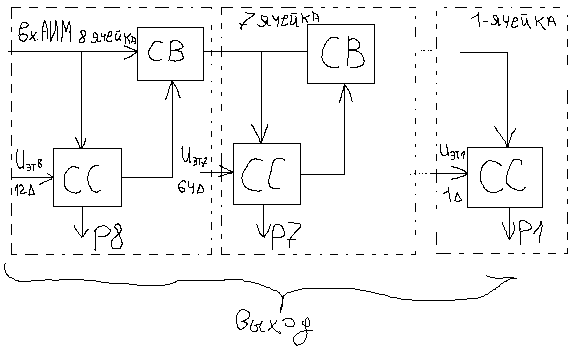 вх.АИМ 8 ячейка
СВ
7 ячейка
СВ
1-ячейка
Uэт8
12Δ
СС
Uэт7
64Δ
СС
Uэт1
1Δ
СС
Р8
Р7
Р1
выход